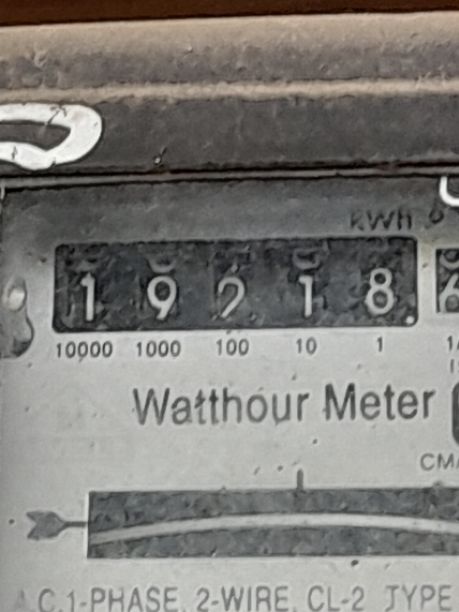 kWh
1 9 2 1 8
10000 1000 100 10 1
Watthour Meter
A.C.1-PHASE, 2-WIRE, CL-2 TYPE